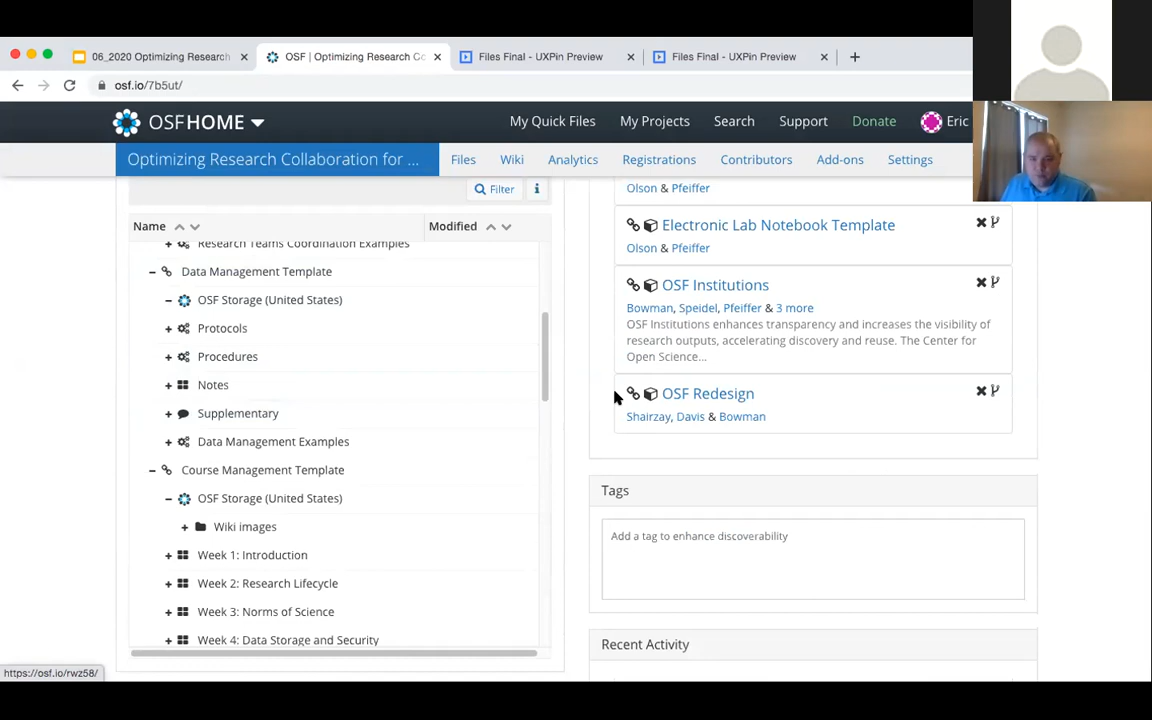 06_2020 Optimizing Research
OSF | Optimizing Research Co
Files Final - UXPin Preview
Files Final - UXPin Preview
osf.io/7b5ut/
OSFHOME
My Quick Files
My Projects
Search
Support
Donate
Eric
Optimizing Research Collaboration for ...
Files
Wiki
Analytics
Registrations
Contributors
Add-ons
Settings
Filter
Name
Modified
Research Teams Coordination Examples
Data Management Template
OSF Storage (United States)
Protocols
Procedures
Notes
Supplementary
Data Management Examples
Course Management Template
OSF Storage (United States)
Wiki images
Week 1: Introduction
Week 2: Research Lifecycle
Week 3: Norms of Science
Week 4: Data Storage and Security
Olson & Pfeiffer
Electronic Lab Notebook Template
Olson & Pfeiffer
OSF Institutions
Bowman, Speidel, Pfeiffer & 3 more
OSF Institutions enhances transparency and increases the visibility of
research outputs, accelerating discovery and reuse. The Center for
Open Science...
OSF Redesign
Shairzay, Davis & Bowman
Tags
Add a tag to enhance discoverability
Recent Activity
https://osf.io/rwz58/